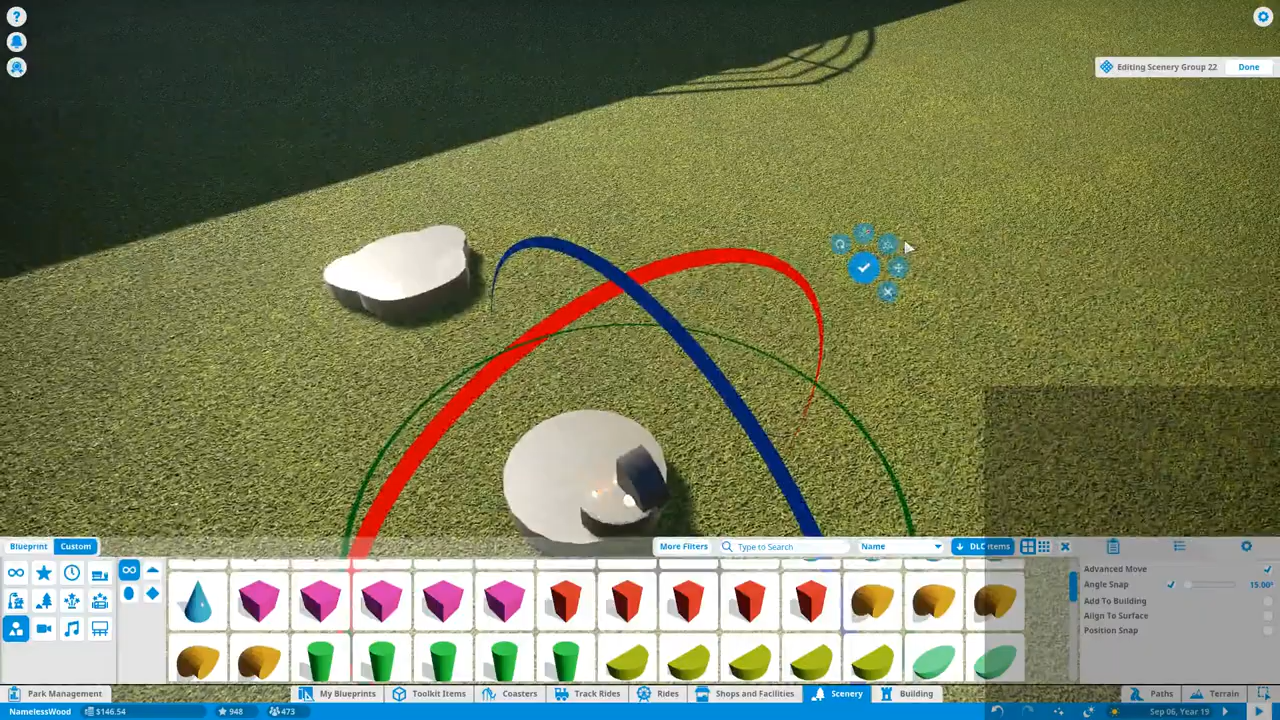 ?
Editing Scenery Group 22 Done
Blueprint Custom More Filters Type to Search Name DLC Items
Advanced Move
Angle Snap 15.00°
Add To Building
Align To Surface
Position Snap
Park Management My Blueprints Toolkit Items Coasters Track Rides Rides Shops and Facilities Scenery Building Paths Terrain
NamelessWood $146.54 948 473 Sep 06, Year 19